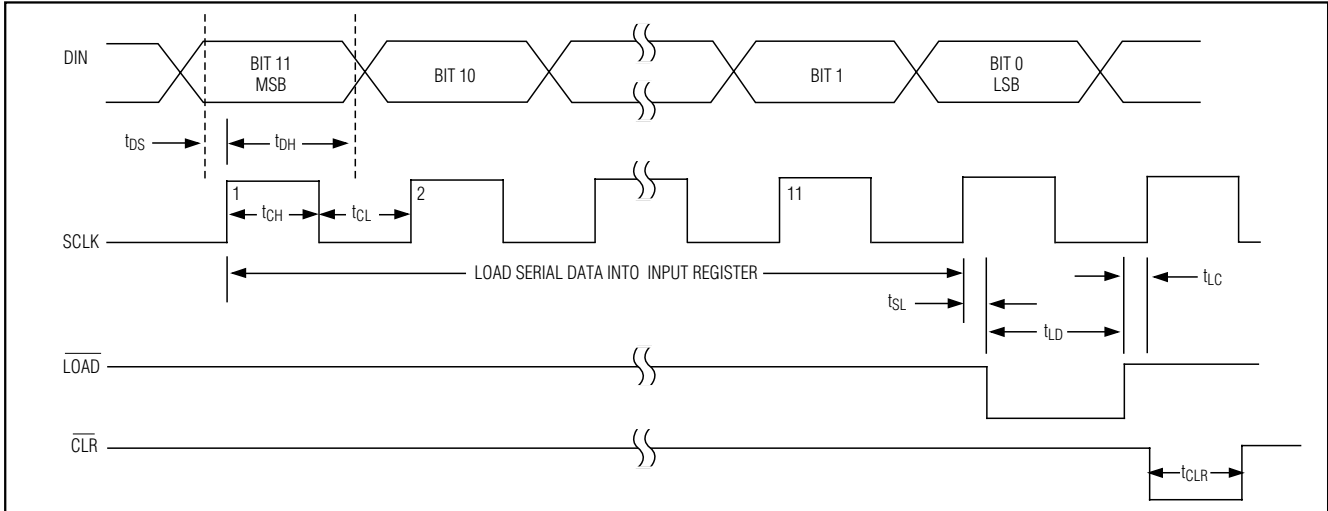 DIN
BIT 11
MSB
BIT 10
BIT 1
BIT 0
LSB
tDS
tDH
1
2
11
tCH
tCL
SCLK
LOAD SERIAL DATA INTO INPUT REGISTER
tLC
tSL
tLD
LOAD
CLR
tCLR